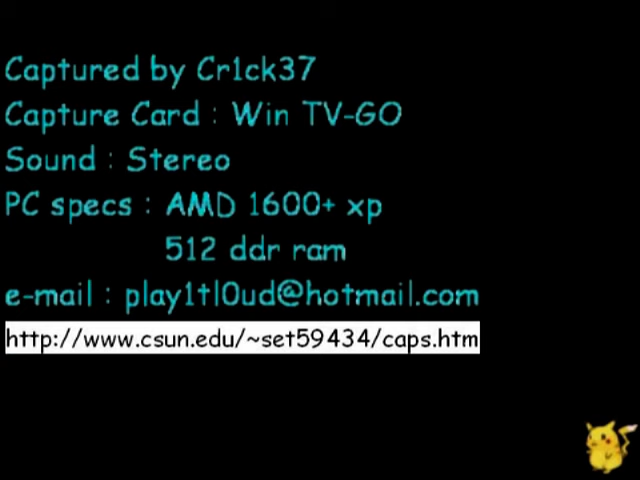 Captured by Cr1ck37
Capture Card : Win TV-GO
Sound : Stereo
PC specs : AMD 1600+ xp
512 ddr ram
e-mail : play1tl0ud@hotmail.com
http://www.csun.edu/~set59434/caps.htm